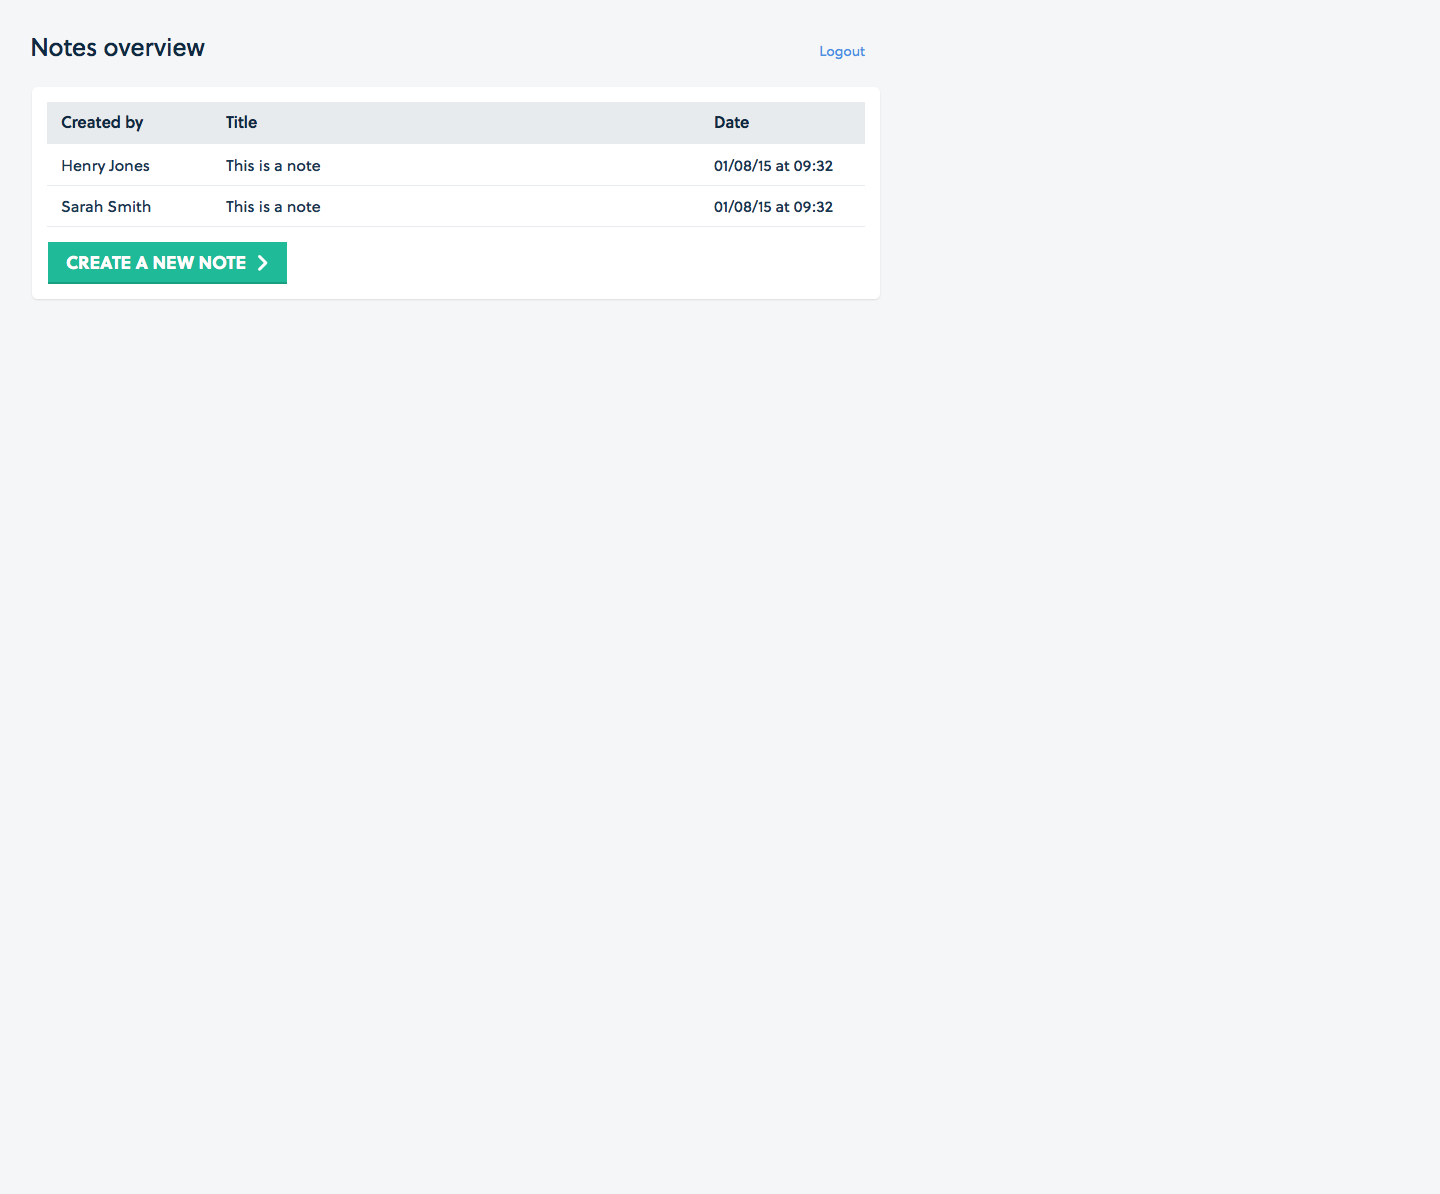 Notes overview
Logout
Created by Title Date
Henry Jones This is a note 01/08/15 at 09:32
Sarah Smith This is a note 01/08/15 at 09:32
CREATE A NEW NOTE